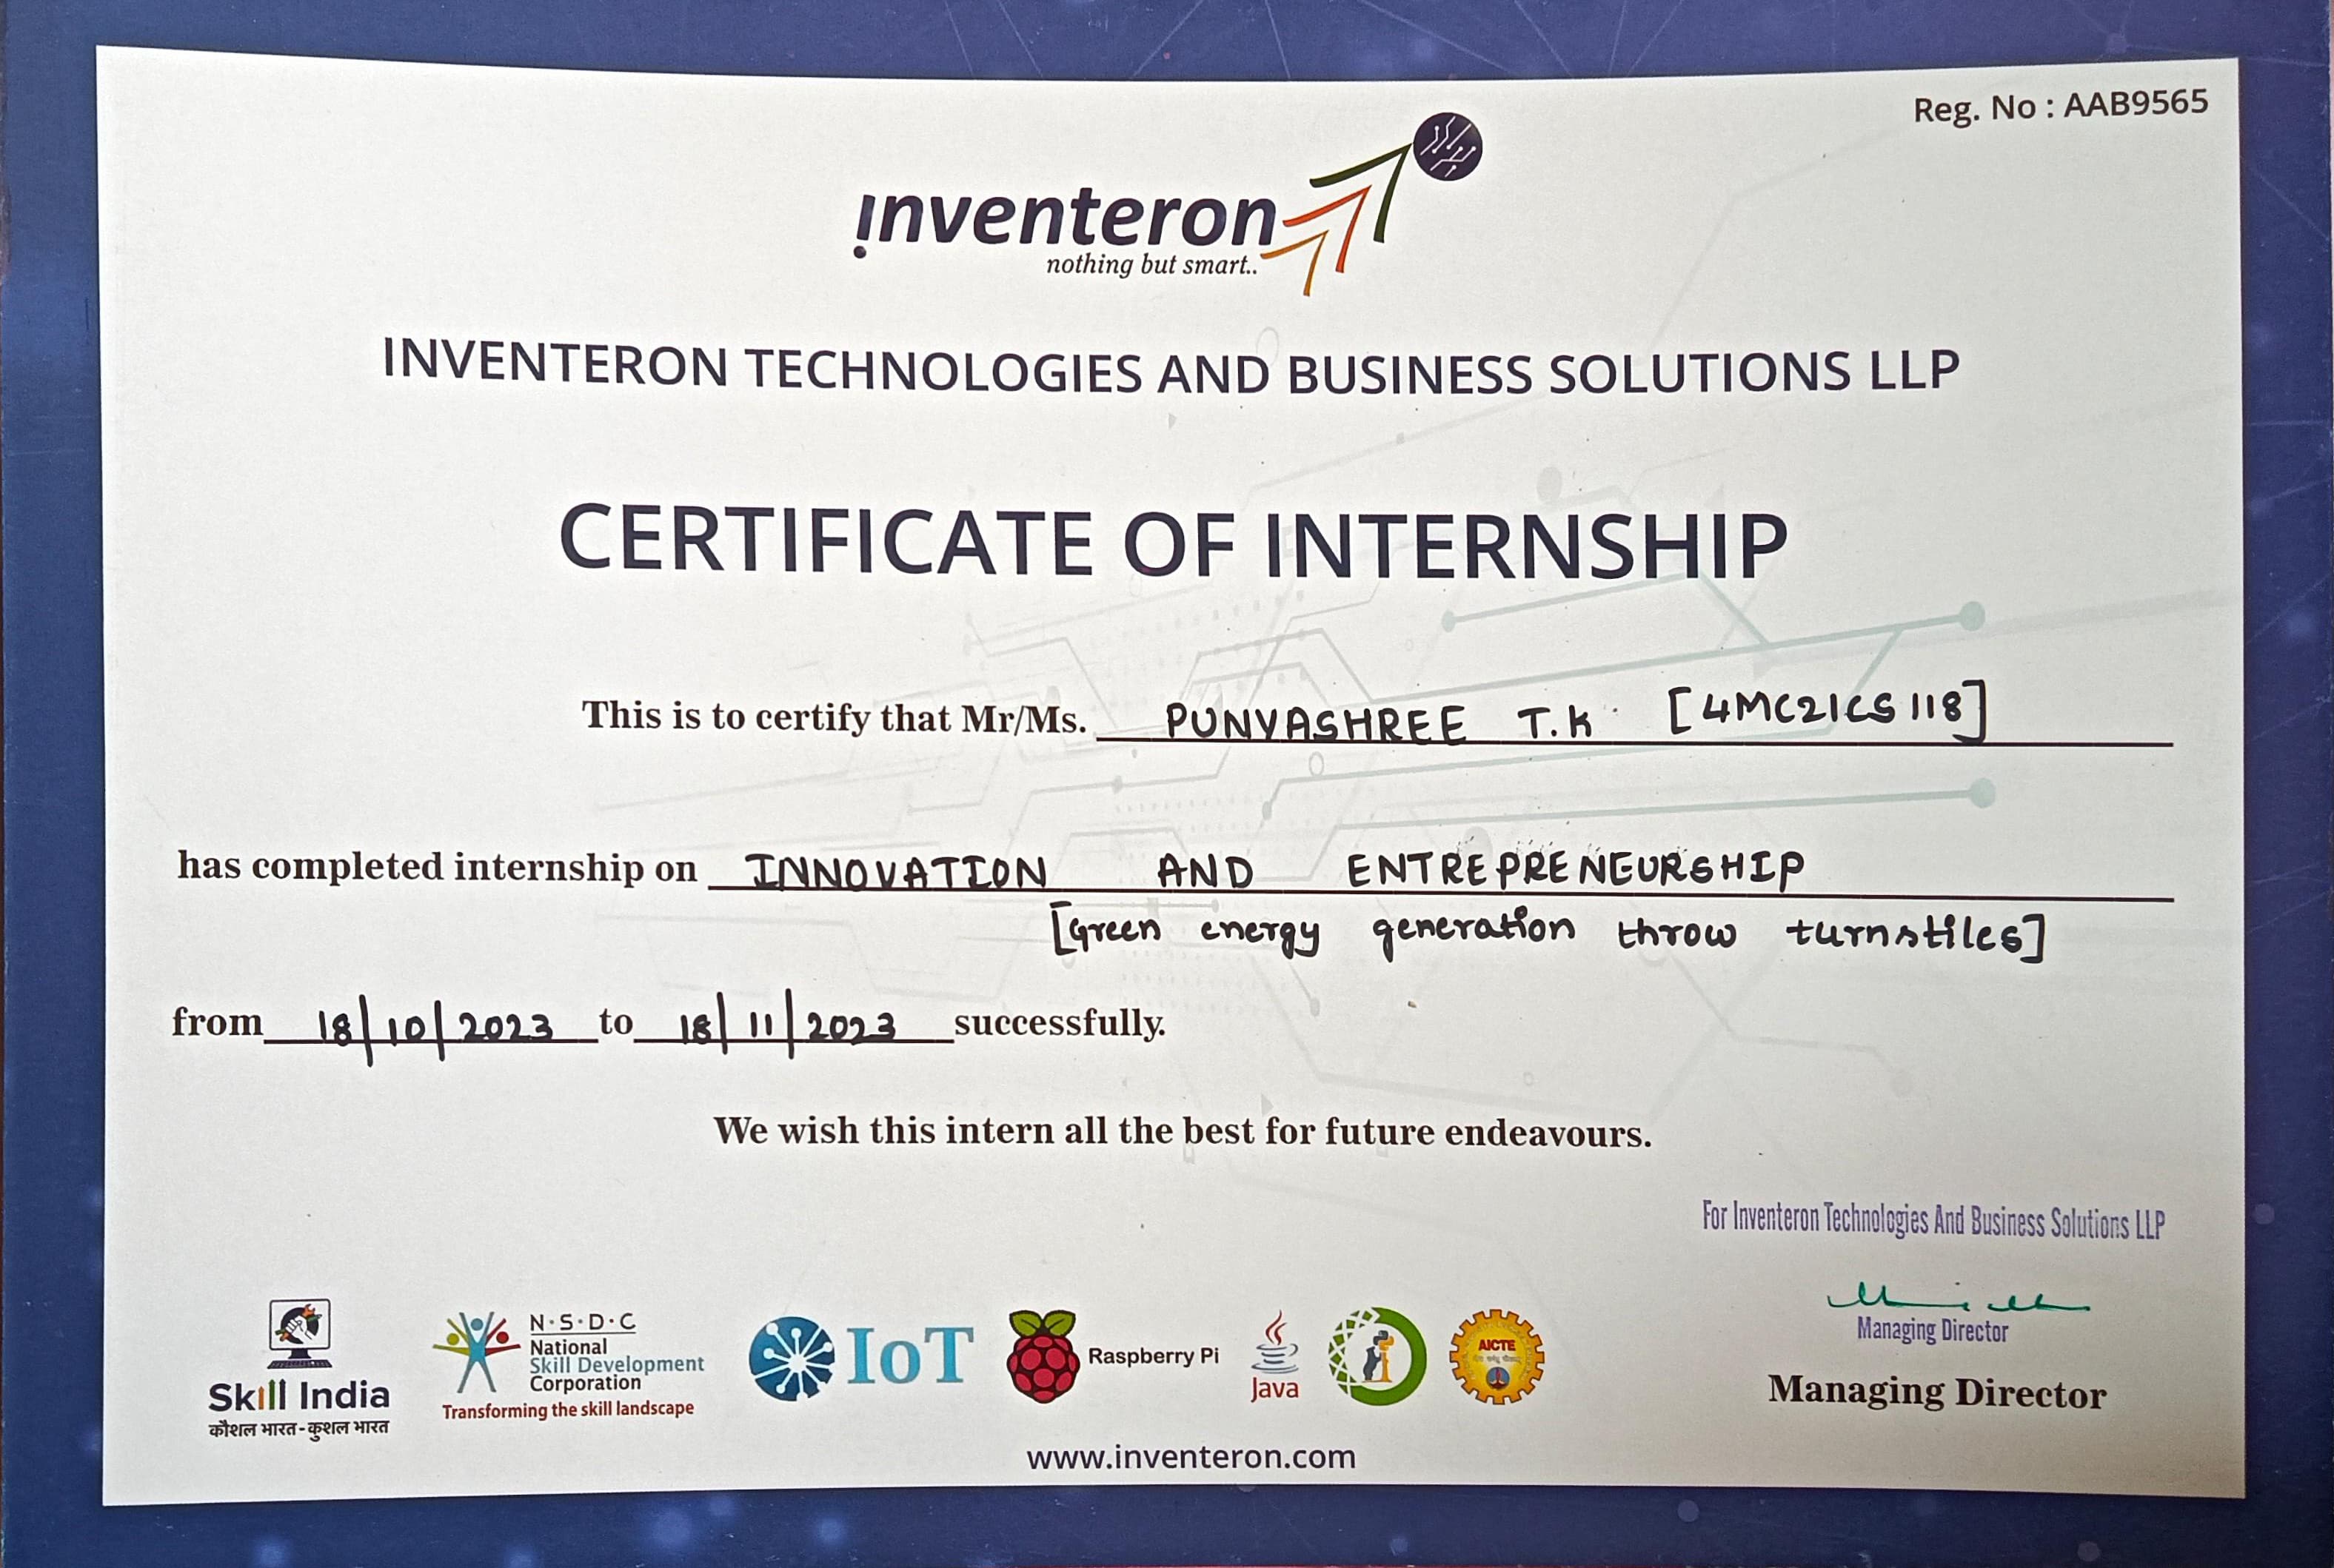 Reg. No : AAB9565
inventeron
nothing but smart..
INVENTERON TECHNOLOGIES AND BUSINESS SOLUTIONS LLP
CERTIFICATE OF INTERNSHIP
This is to certify that Mr/Ms. PUNYASHREE T.K [4MC21CS118]
has completed internship on INNOVATION AND ENTREPRENEURSHIP
[Green energy generation throw turnstiles]
from 18/10/2023 to 18/11/2023 successfully.
We wish this intern all the best for future endeavours.
For Inventeron Technologies And Business Solutions LLP
Managing Director
Managing Director
Skill India
कौशल भारत - कुशल भारत
N·S·D·C
National
Skill Development
Corporation
Transforming the skill landscape
IoT
Raspberry Pi
Java
AICTE
www.inventeron.com